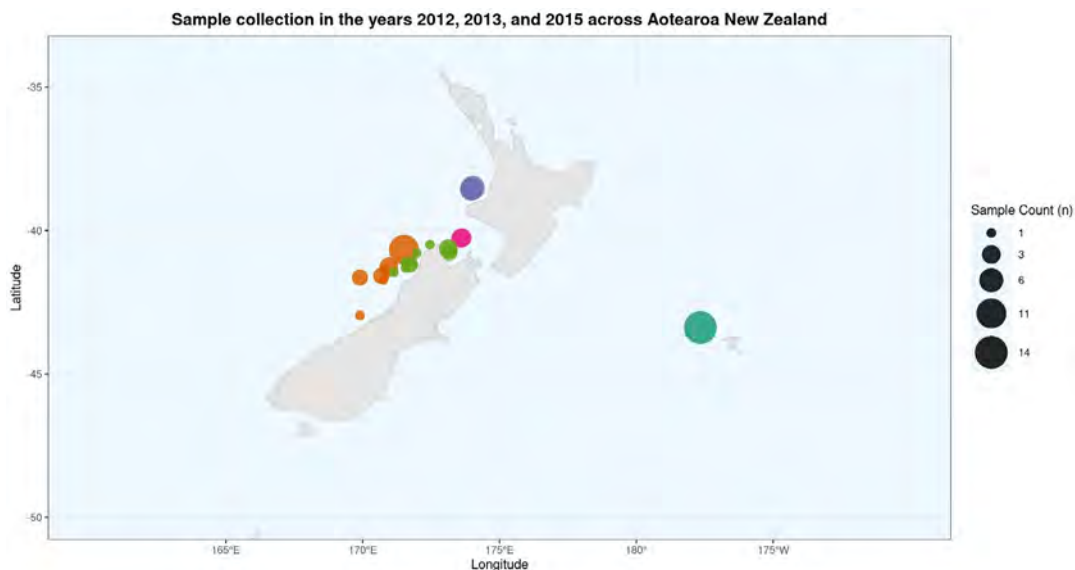 Sample collection in the years 2012, 2013, and 2015 across Aotearoa New Zealand
-35
-40
-45
-50
Latitude
165°E
170°E
175°E
180°
175°W
Longitude
Sample Count (n)
1
3
6
11
14